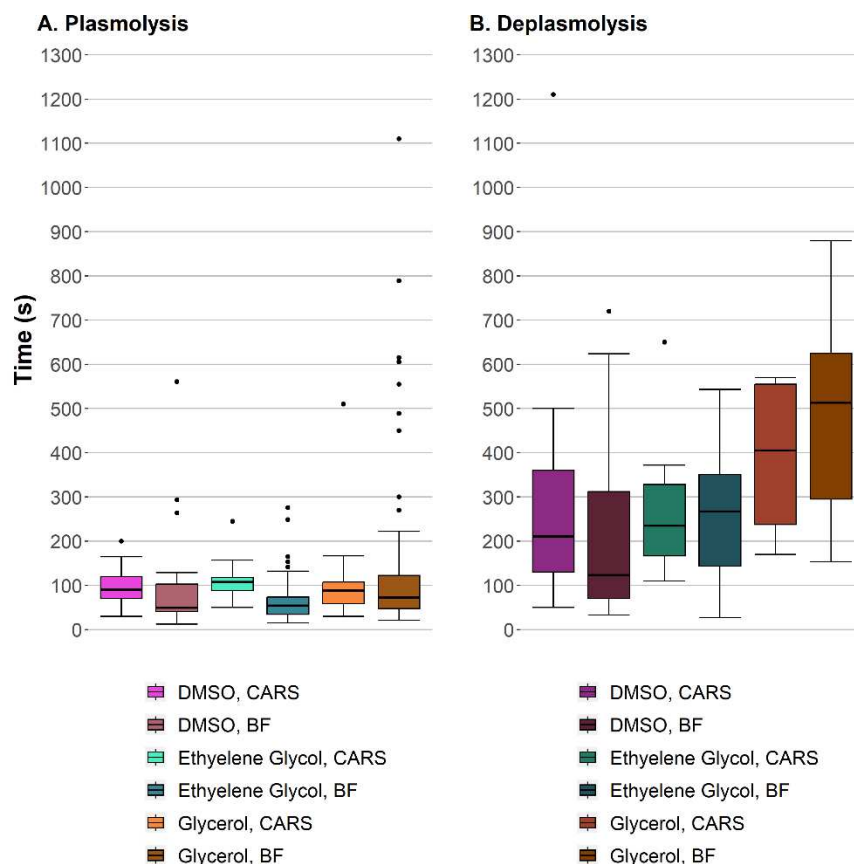 A. Plasmolysis
1300
1200
1100
1000
900
800
700
600
500
400
300
200
100
0
Time (s)
DMSO, CARS
DMSO, BF
Ethyelene Glycol, CARS
Ethyelene Glycol, BF
Glycerol, CARS
Glycerol, BF
B. Deplasmolysis
1300
1200
1100
1000
900
800
700
600
500
400
300
200
100
0
DMSO, CARS
DMSO, BF
Ethyelene Glycol, CARS
Ethyelene Glycol, BF
Glycerol, CARS
Glycerol, BF